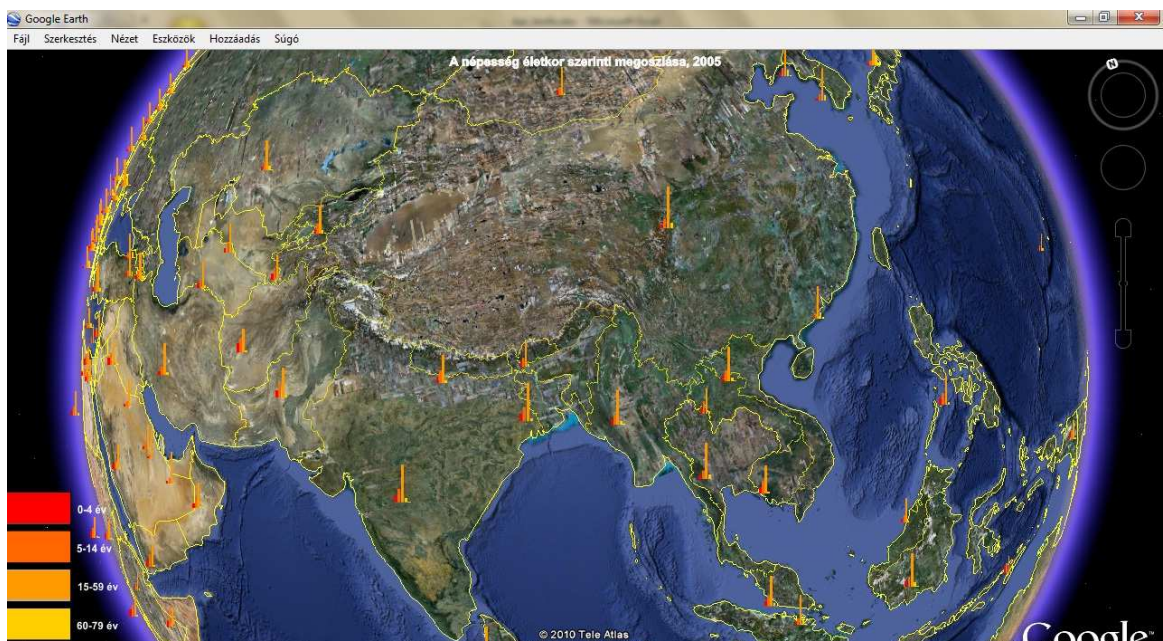 Google Earth
Fájl Szerkesztés Nézet Eszközök Hozzáadás Súgó
A népesség életkor szerinti megoszlása, 2005
N
0-4 év
5-14 év
15-59 év
60-79 év
© 2010 Tele Atlas
Google